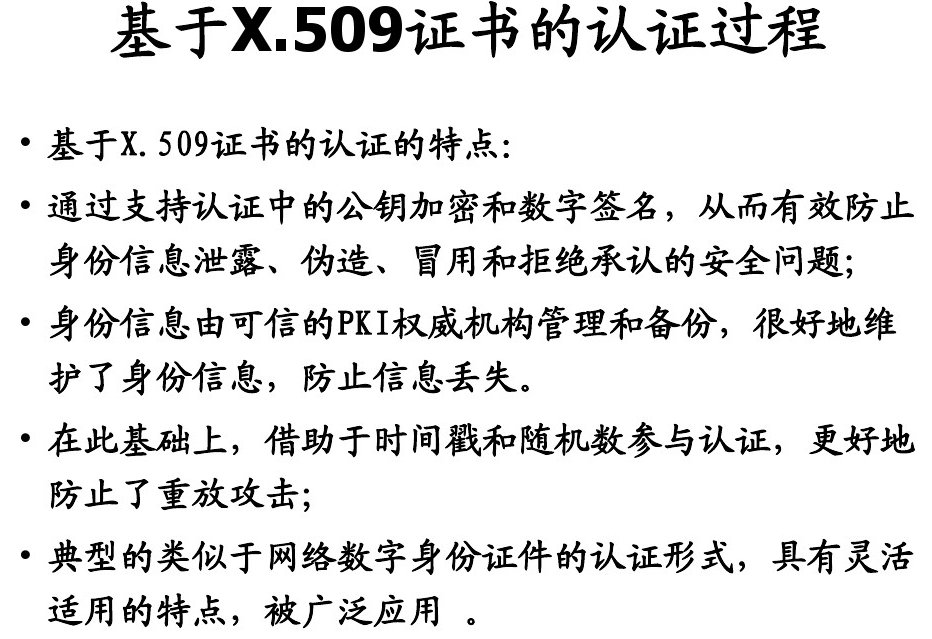 基于X.509证书的认证过程
• 基于X.509证书的认证的特点:
• 通过支持认证中的公钥加密和数字签名，从而有效防止
身份信息泄露、伪造、冒用和拒绝承认的安全问题;
• 身份信息由可信的PKI权威机构管理和备份，很好地维
护了身份信息，防止信息丢失。
• 在此基础上，借助于时间戳和随机数参与认证，更好地
防止了重放攻击;
• 典型的类似于网络数字身份证件的认证形式，具有灵活
适用的特点，被广泛应用 。